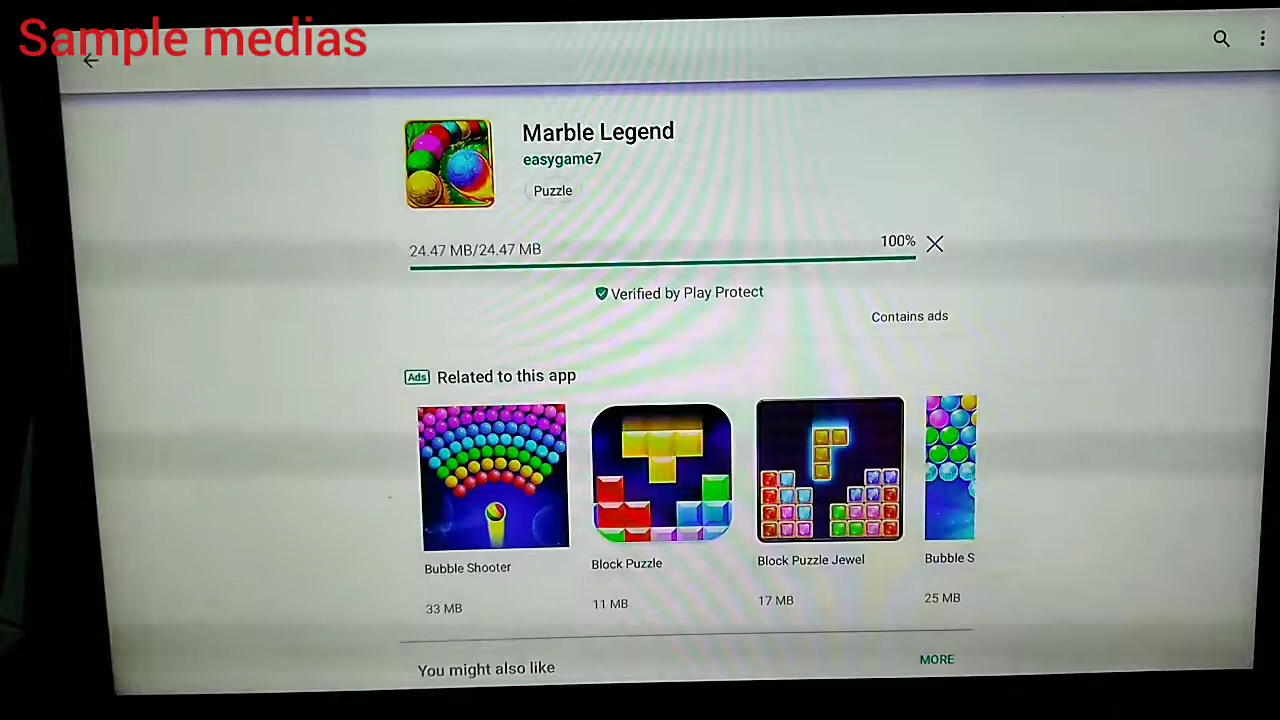 Sample medias
Marble Legend
easygame7
Puzzle
24.47 MB/24.47 MB
100%
Verified by Play Protect
Contains ads
Ads Related to this app
Bubble Shooter
Block Puzzle
Block Puzzle Jewel
Bubble S
33 MB
11 MB
17 MB
25 MB
You might also like
MORE